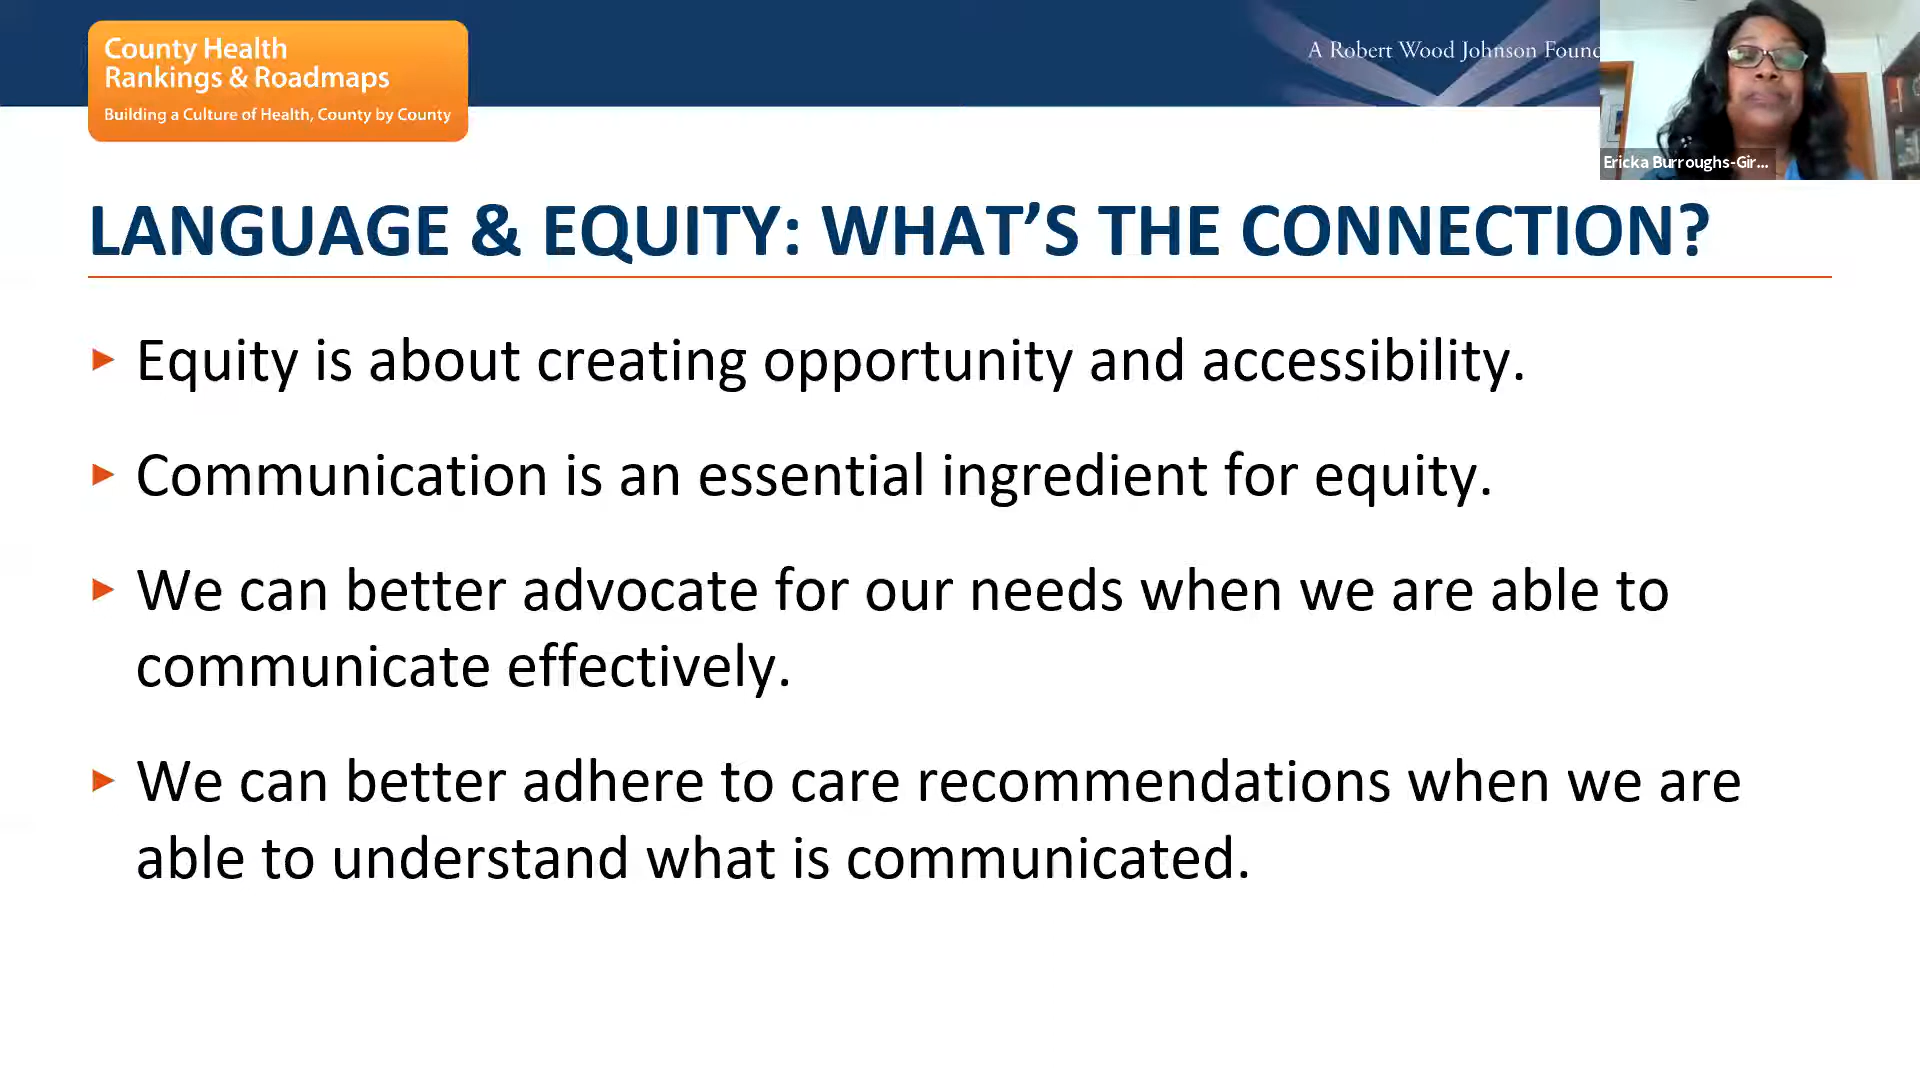 County Health
Rankings & Roadmaps
Building a Culture of Health, County by County
A Robert Wood Johnson
Ericka Burroughs-Gir...
LANGUAGE & EQUITY: WHAT’S THE CONNECTION?
Equity is about creating opportunity and accessibility.
Communication is an essential ingredient for equity.
We can better advocate for our needs when we are able to
communicate effectively.
We can better adhere to care recommendations when we are
able to understand what is communicated.